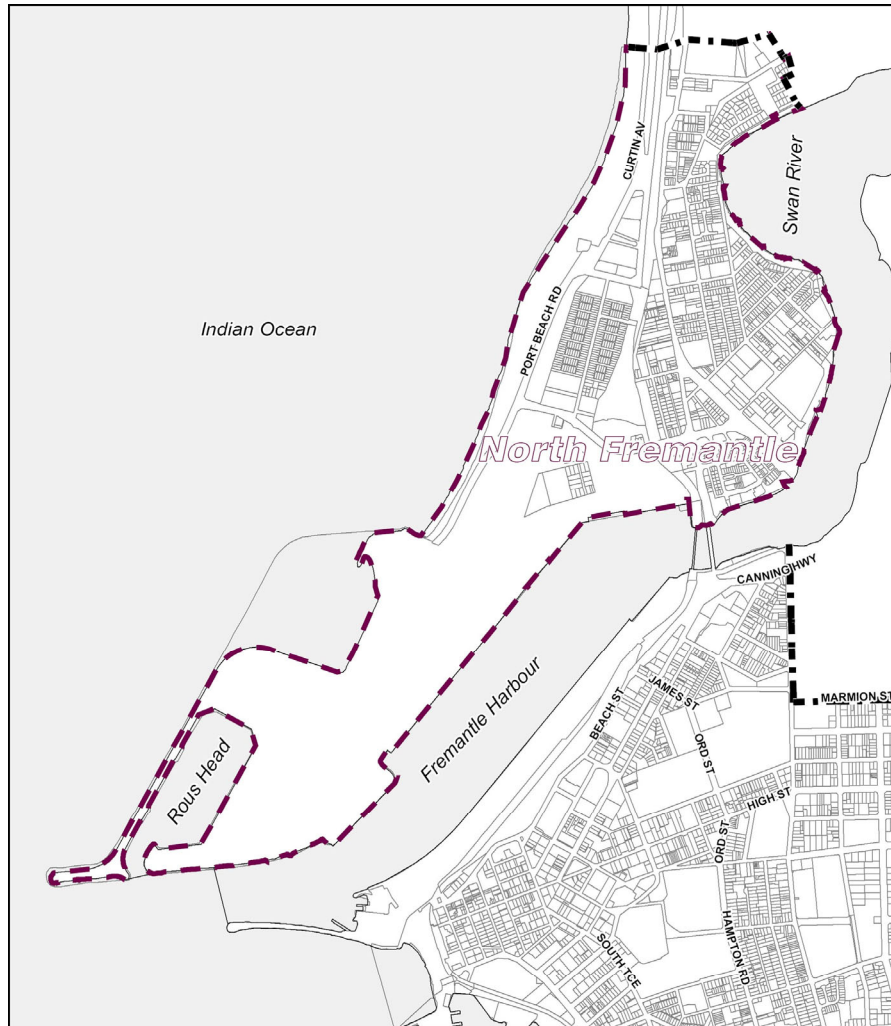 CURTIN AV
Swan River
Indian Ocean
PORT BEACH RD
North Fremantle
CANNING HWY
Fremantle Harbour
BEACH ST
JAMES ST
MARMION ST
ORD ST
Rous Head
HIGH ST
ORD ST
HAMPTON RD
SOUTH TCE